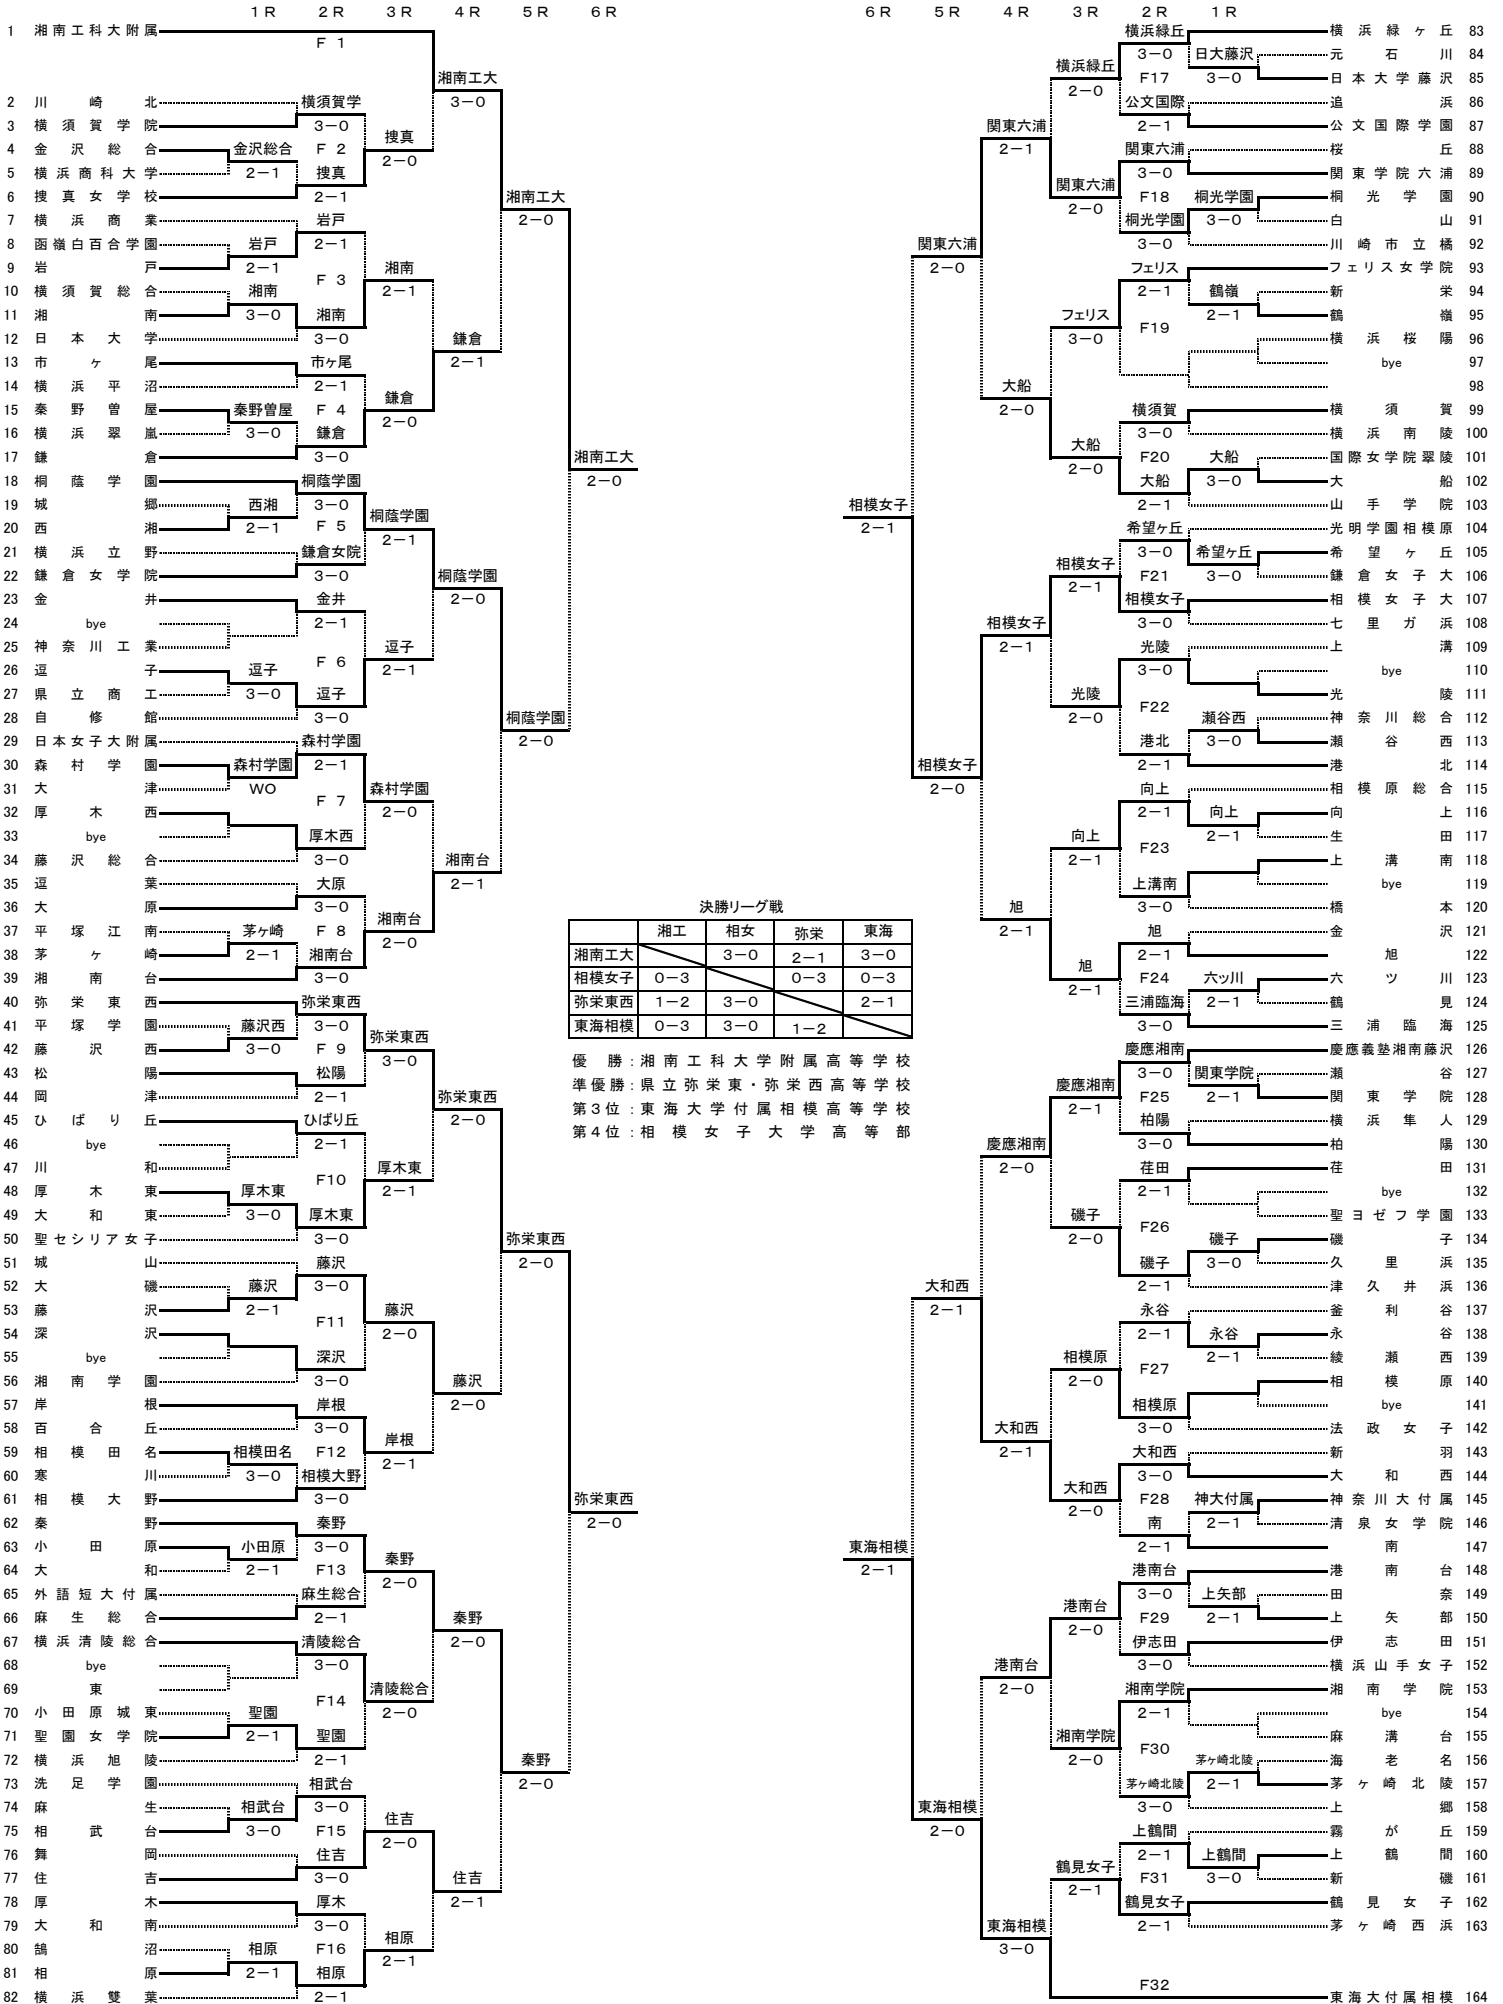 1R 2R 3R 4R 5R 6R
6R 5R 4R 3R 2R 1R
1 湘南工科大附属
F1
湘南工大
3-0
2 川崎北
横須賀学
3 横須賀学院
3-0
捜真
4 金沢総合
金沢総合
F2
2-0
5 横浜商科大学
2-1
捜真
6 捜真女学校
2-1
湘南工大
2-0
7 横浜商業
岩戸
8 函嶺白百合学園
岩戸
2-1
9 岩戸
2-1
湘南
F3
2-1
10 横須賀総合
湘南
11 湘南
3-0
湘南
12 日本大学
3-0
鎌倉
2-1
13 市ヶ尾
市ヶ尾
14 横浜平沼
2-1
鎌倉
15 秦野曽屋
秦野曽屋
F4
2-0
16 横浜翠嵐
3-0
鎌倉
17 鎌倉
3-0
湘南工大
2-0
18 桐蔭学園
桐蔭学園
19 城郷
西湘
3-0
桐蔭学園
20 西湘
2-1
F5
2-1
21 横浜立野
鎌倉女院
22 鎌倉女学院
3-0
桐蔭学園
2-0
23 金井
金井
24 bye
2-1
25 神奈川工業
逗子
F6
2-1
26 逗子
逗子
27 県立商工
3-0
逗子
28 自修館
3-0
桐蔭学園
2-0
29 日本女子大附属
森村学園
30 森村学園
森村学園
2-1
31 大津
WO
森村学園
F7
2-0
32 厚木西
33 bye
厚木西
34 藤沢総合
3-0
湘南台
2-1
35 逗葉
大原
36 大原
3-0
湘南台
37 平塚江南
茅ヶ崎
F8
2-0
38 茅ヶ崎
2-1
湘南台
39 湘南台
3-0
40 弥栄東西
弥栄東西
41 平塚学園
藤沢西
3-0
弥栄東西
42 藤沢西
3-0
F9
3-0
43 松陽
松陽
44 岡津
2-1
弥栄東西
2-0
45 ひばり丘
ひばり丘
46 bye
2-1
47 川和
厚木東
F10
2-1
48 厚木東
厚木東
49 大和東
3-0
厚木東
50 聖セシリア女子
3-0
弥栄東西
2-0
51 城山
藤沢
52 大磯
藤沢
3-0
53 藤沢
2-1
藤沢
F11
2-0
54 深沢
55 bye
深沢
56 湘南学園
3-0
藤沢
2-0
57 岸根
岸根
58 百合丘
3-0
岸根
59 相模田名
相模田名
F12
2-1
60 寒川
3-0
相模大野
61 相模大野
3-0
弥栄東西
2-0
62 秦野
秦野
63 小田原
小田原
3-0
秦野
64 大和
2-1
F13
2-0
65 外語短大付属
麻生総合
66 麻生総合
2-1
秦野
2-0
67 横浜清陵総合
清陵総合
68 bye
3-0
69 東
清陵総合
F14
2-0
70 小田原城東
聖園
71 聖園女学院
2-1
聖園
72 横浜旭陵
2-1
秦野
2-0
73 洗足学園
相武台
74 麻生
相武台
3-0
住吉
75 相武台
3-0
F15
2-0
76 舞岡
住吉
77 住吉
3-0
住吉
2-1
78 厚木
厚木
79 大和南
3-0
相原
80 鵠沼
相原
F16
2-1
81 相原
2-1
相原
82 横浜雙葉
2-1
決勝リーグ戦
湘工 相女 弥栄 東海
湘南工大 3-0 2-1 3-0
相模女子 0-3 0-3 0-3
弥栄東西 1-2 3-0 2-1
東海相模 0-3 3-0 1-2
優勝:湘南工科大学附属高等学校
準優勝:県立弥栄東・弥栄西高等学校
第3位:東海大学付属相模高等学校
第4位:相模女子大学高等部
横浜緑丘
横浜緑ヶ丘 83
3-0
日大藤沢
元石川 84
横浜緑丘
2-0
F17
3-0
日本大学藤沢 85
公文国際
追浜 86
2-1
公文国際学園 87
関東六浦
2-1
関東六浦
桜丘 88
3-0
関東学院六浦 89
関東六浦
2-0
F18
桐光学園
桐光学園 90
桐光学園
3-0
白山 91
3-0
川崎市立橘 92
関東六浦
2-0
フェリス
フェリス女学院 93
2-1
鶴嶺
新栄 94
フェリス
3-0
F19
2-1
鶴嶺 95
横浜桜陽 96
bye 97
98
大船
2-0
横須賀
横須賀 99
3-0
横浜南陵 100
大船
2-0
F20
大船
国際女学院翠陵 101
大船
3-0
大船 102
2-1
山手学院 103
相模女子
2-1
希望ヶ丘
光明学園相模原 104
3-0
希望ヶ丘
希望ヶ丘 105
相模女子
2-1
F21
3-0
鎌倉女子大 106
相模女子
相模女子大 107
3-0
七里ガ浜 108
相模女子
2-1
光陵
上溝 109
3-0
bye 110
光陵
2-0
光陵 111
F22
瀬谷西
神奈川総合 112
港北
3-0
瀬谷西 113
2-1
港北 114
相模女子
2-0
向上
相模原総合 115
2-1
向上
向上 116
向上
2-1
F23
2-1
生田 117
上溝南 118
上溝南
bye 119
3-0
橋本 120
旭
2-1
旭
金沢 121
2-1
旭 122
旭
2-1
F24
六ッ川
六ツ川 123
三浦臨海
2-1
鶴見 124
3-0
三浦臨海 125
慶應湘南
慶應義塾湘南藤沢 126
3-0
関東学院
瀬谷 127
慶應湘南
2-1
F25
2-1
関東学院 128
柏陽
横浜隼人 129
3-0
柏陽 130
慶應湘南
2-0
荏田
荏田 131
2-1
bye 132
磯子
2-0
F26
聖ヨゼフ学園 133
磯子
磯子 134
磯子
3-0
久里浜 135
2-1
津久井浜 136
大和西
2-1
永谷
釜利谷 137
2-1
永谷
永谷 138
相模原
2-0
F27
2-1
綾瀬西 139
相模原 140
相模原
bye 141
3-0
法政女子 142
大和西
2-1
大和西
新羽 143
3-0
大和西 144
大和西
2-0
F28
神大付属
神奈川大付属 145
南
2-1
清泉女学院 146
2-1
南 147
東海相模
2-1
港南台
港南台 148
3-0
上矢部
田奈 149
港南台
2-0
F29
2-1
上矢部 150
伊志田
伊志田 151
3-0
横浜山手女子 152
港南台
2-0
湘南学院
湘南学院 153
2-1
bye 154
湘南学院
2-0
F30
麻溝台 155
茅ヶ崎北陵
海老名 156
茅ヶ崎北陵
2-1
茅ヶ崎北陵 157
3-0
上郷 158
東海相模
2-0
上鶴間
霧が丘 159
2-1
上鶴間
上鶴間 160
鶴見女子
2-1
F31
3-0
新磯 161
鶴見女子
鶴見女子 162
2-1
茅ヶ崎西浜 163
東海相模
3-0
F32
東海大付属相模 164